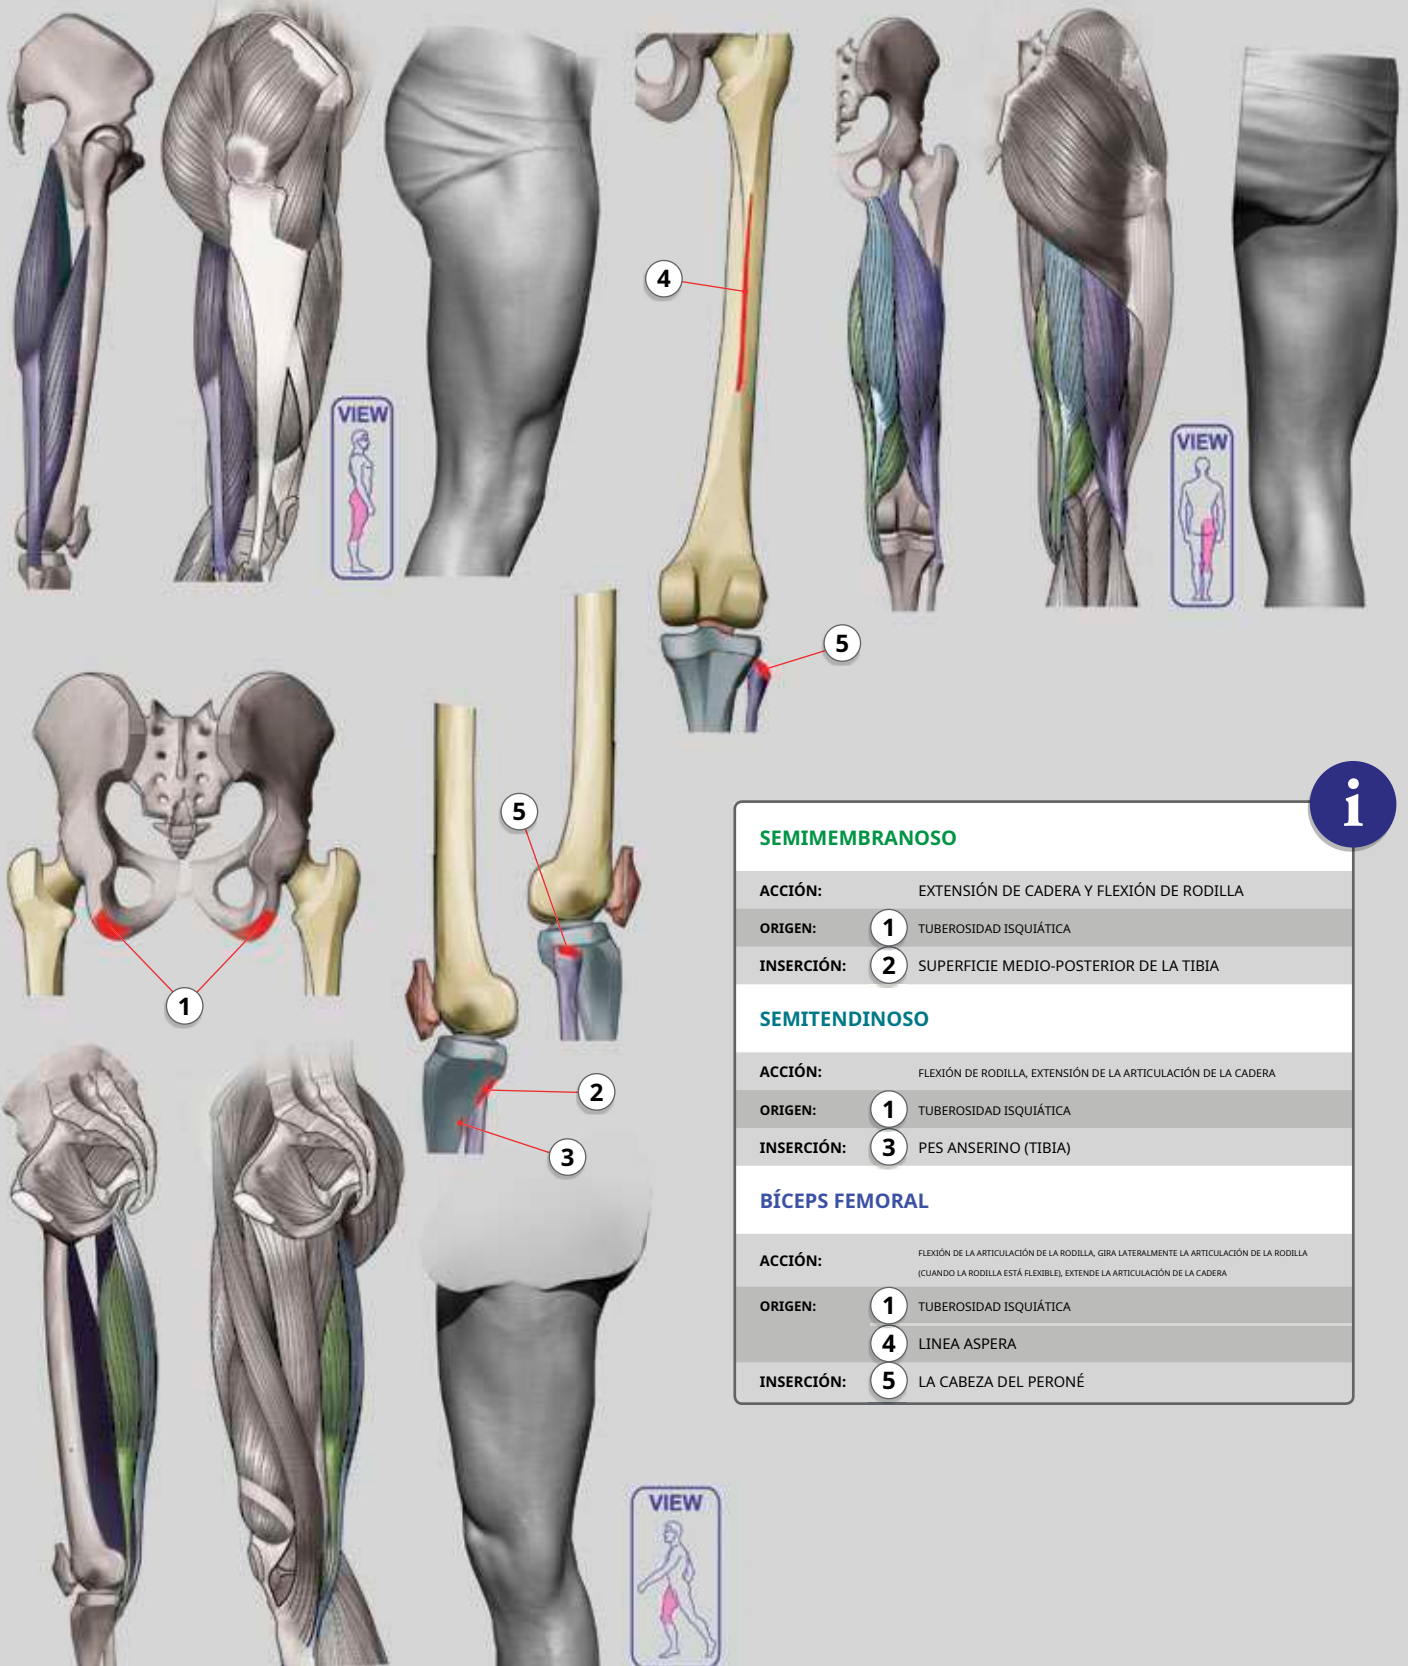 VIEW
4
VIEW
5
5
1
2
3
VIEW
i
SEMIMEMBRANOSO
ACCIÓN: EXTENSIÓN DE CADERA Y FLEXIÓN DE RODILLA
ORIGEN: 1 TUBEROSIDAD ISQUIÁTICA
INSERCIÓN: 2 SUPERFICIE MEDIO-POSTERIOR DE LA TIBIA
SEMITENDINOSO
ACCIÓN: FLEXIÓN DE RODILLA, EXTENSIÓN DE LA ARTICULACIÓN DE LA CADERA
ORIGEN: 1 TUBEROSIDAD ISQUIÁTICA
INSERCIÓN: 3 PES ANSERINO (TIBIA)
BÍCEPS FEMORAL
ACCIÓN: FLEXIÓN DE LA ARTICULACIÓN DE LA RODILLA, GIRA LATERALMENTE LA ARTICULACIÓN DE LA RODILLA
(CUANDO LA RODILLA ESTÁ FLEXIBLE), EXTENDE LA ARTICULACIÓN DE LA CADERA
ORIGEN: 1 TUBEROSIDAD ISQUIÁTICA
4 LINEA ASPERA
INSERCIÓN: 5 LA CABEZA DEL PERONÉ